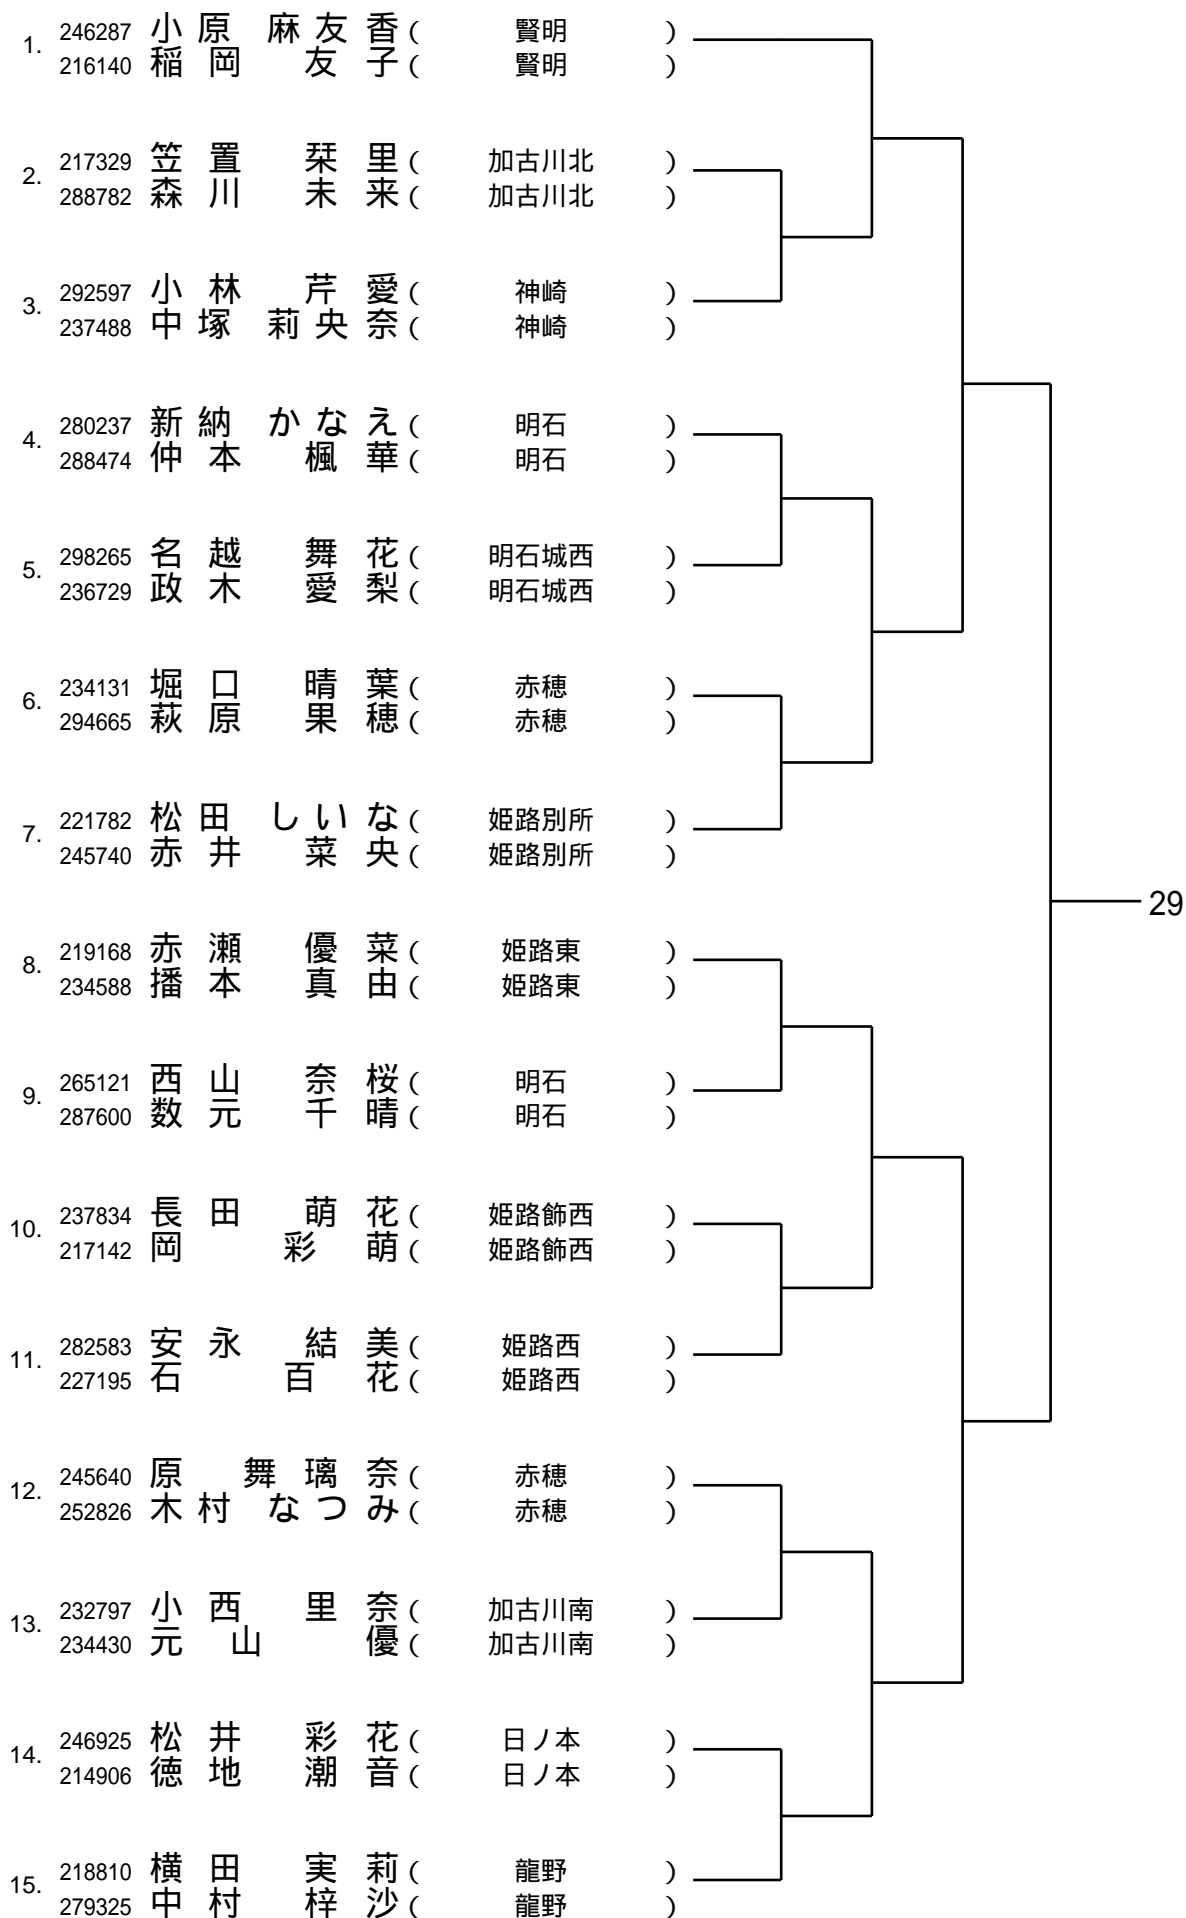 1. 246287 小原 麻友香 ( 賢明 )
216140 稲岡 友子 ( 賢明 )
2. 217329 笠置 栞里 ( 加古川北 )
288782 森川 未来 ( 加古川北 )
3. 292597 小林 芹愛 ( 神崎 )
237488 中塚 莉央奈 ( 神崎 )
4. 280237 新納 かなえ ( 明石 )
288474 仲本 楓華 ( 明石 )
5. 298265 名越 舞花 ( 明石城西 )
236729 政木 愛梨 ( 明石城西 )
6. 234131 堀口 晴葉 ( 赤穂 )
294665 萩原 果穂 ( 赤穂 )
7. 221782 松田 しいな ( 姫路別所 )
245740 赤井 菜央 ( 姫路別所 )
29
8. 219168 赤瀬 優菜 ( 姫路東 )
234588 播本 真由 ( 姫路東 )
9. 265121 西山 奈桜 ( 明石 )
287600 数元 千晴 ( 明石 )
10. 237834 長田 萌花 ( 姫路飾西 )
217142 岡 彩萌 ( 姫路飾西 )
11. 282583 安永 結美 ( 姫路西 )
227195 石 百花 ( 姫路西 )
12. 245640 原 舞璃奈 ( 赤穂 )
252826 木村 なつみ ( 赤穂 )
13. 232797 小西 里奈 ( 加古川南 )
234430 元山 優 ( 加古川南 )
14. 246925 松井 彩花 ( 日ノ本 )
214906 徳地 潮音 ( 日ノ本 )
15. 218810 横田 実莉 ( 龍野 )
279325 中村 梓沙 ( 龍野 )